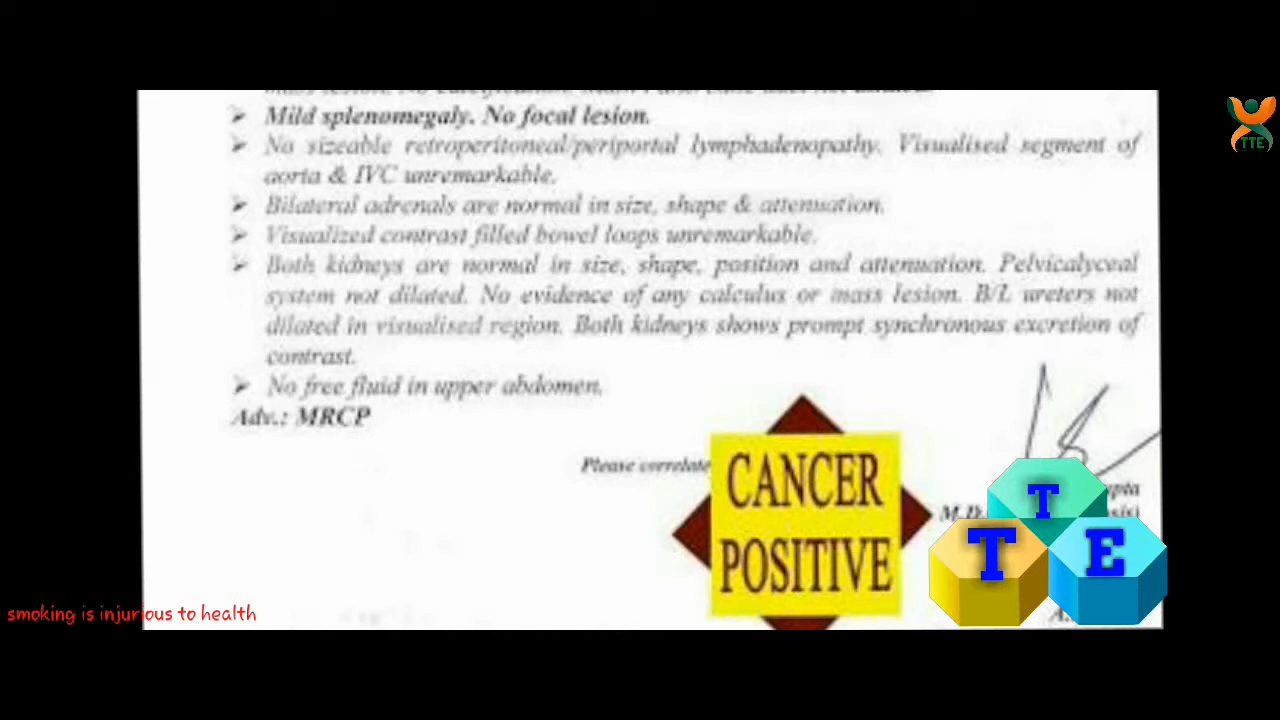 Mild splenomegaly. No focal lesion.
No sizeable retroperitoneal/periportal lymphadenopathy. Visualised segment of
aorta & IVC unremarkable.
Bilateral adrenals are normal in size, shape & attenuation.
Visualized contrast filled bowel loops unremarkable.
Both kidneys are normal in size, shape, position and attenuation. Pelvicalyceal
system not dilated. No evidence of any calculus or mass lesion. B/L ureters not
dilated in visualised region. Both kidneys shows prompt synchronous excretion of
contrast.
No free fluid in upper abdomen.
Adv.: MRCP
Please correlate
CANCER
POSITIVE
T
T E
TTE
smoking is injurious to health